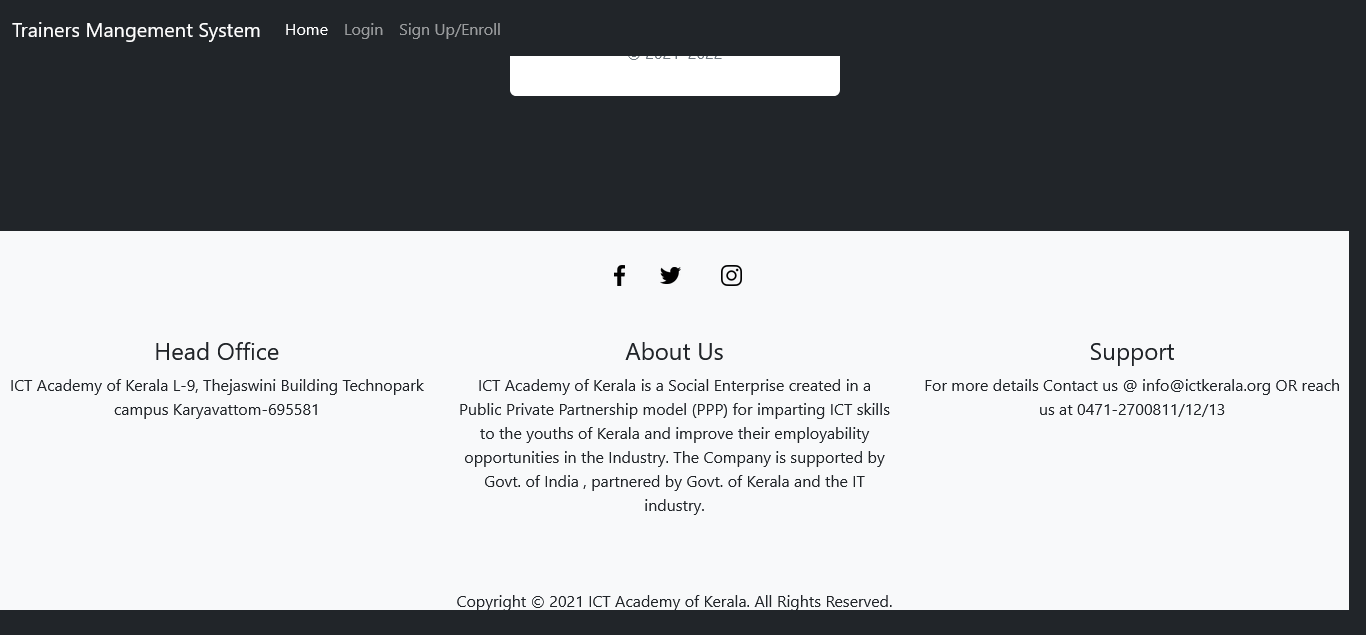 Trainers Mangement System Home Login Sign Up/Enroll
© 2021-2022
Head Office
ICT Academy of Kerala L-9, Thejaswini Building Technopark
campus Karyavattom-695581
About Us
ICT Academy of Kerala is a Social Enterprise created in a
Public Private Partnership model (PPP) for imparting ICT skills
to the youths of Kerala and improve their employability
opportunities in the Industry. The Company is supported by
Govt. of India , partnered by Govt. of Kerala and the IT
industry.
Support
For more details Contact us @ info@ictkerala.org OR reach
us at 0471-2700811/12/13
Copyright © 2021 ICT Academy of Kerala. All Rights Reserved.